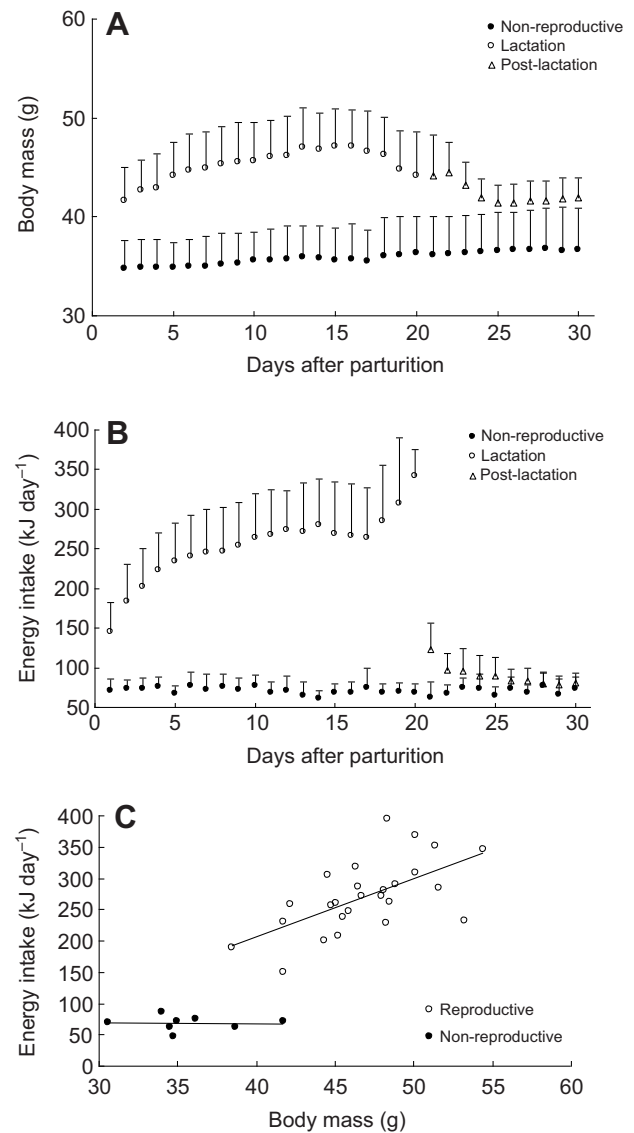 A
Non-reproductive
Lactation
Post-lactation
60
50
40
30
Body mass (g)
0 5 10 15 20 25 30
Days after parturition
B
Non-reproductive
Lactation
Post-lactation
400
350
300
250
200
150
100
50
Energy intake (kJ day⁻¹)
0 5 10 15 20 25 30
Days after parturition
C
400
350
300
250
200
150
100
50
0
Energy intake (kJ day⁻¹)
Reproductive
Non-reproductive
30 35 40 45 50 55 60
Body mass (g)